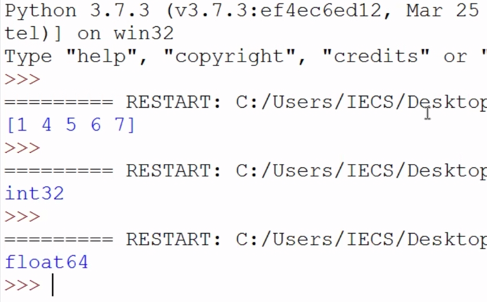 Python 3.7.3 (v3.7.3:ef4ec6ed12, Mar 25
tel)] on win32
Type "help", "copyright", "credits" or "
>>>
========= RESTART: C:/Users/IECS/Desktop
[1 4 5 6 7]
>>>
========= RESTART: C:/Users/IECS/Desktop
int32
>>>
========= RESTART: C:/Users/IECS/Desktop
float64
>>>